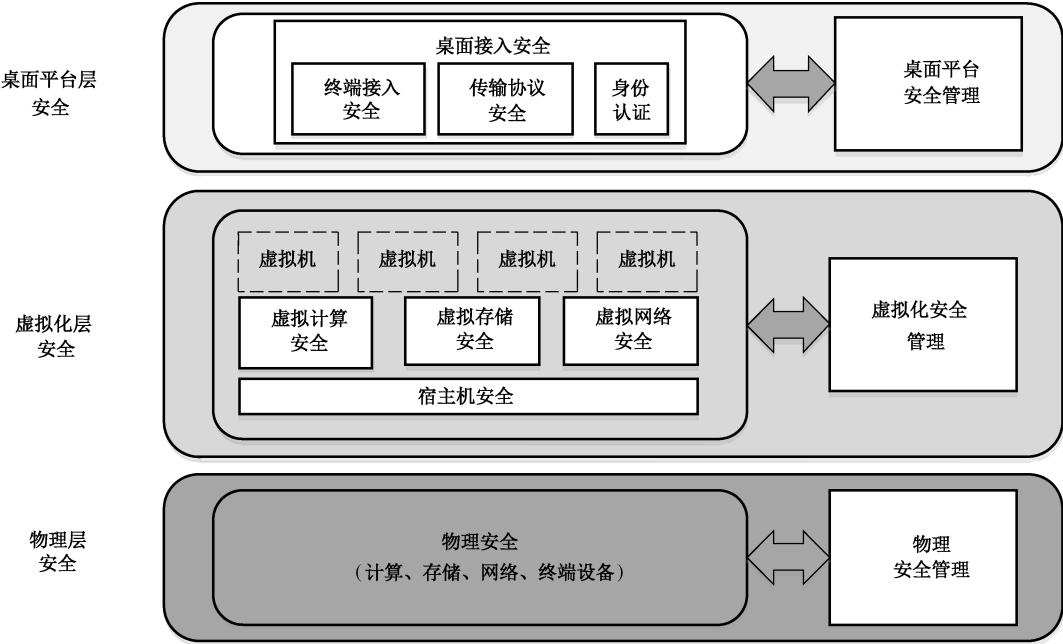 桌面平台层
安全
桌面接入安全
终端接入
安全
传输协议
安全
身份
认证
桌面平台
安全管理
虚拟化层
安全
虚拟机
虚拟机
虚拟机
虚拟机
虚拟计算
安全
虚拟存储
安全
虚拟网络
安全
宿主机安全
虚拟化安全
管理
物理层
安全
物理安全
（计算、存储、网络、终端设备）
物理
安全管理